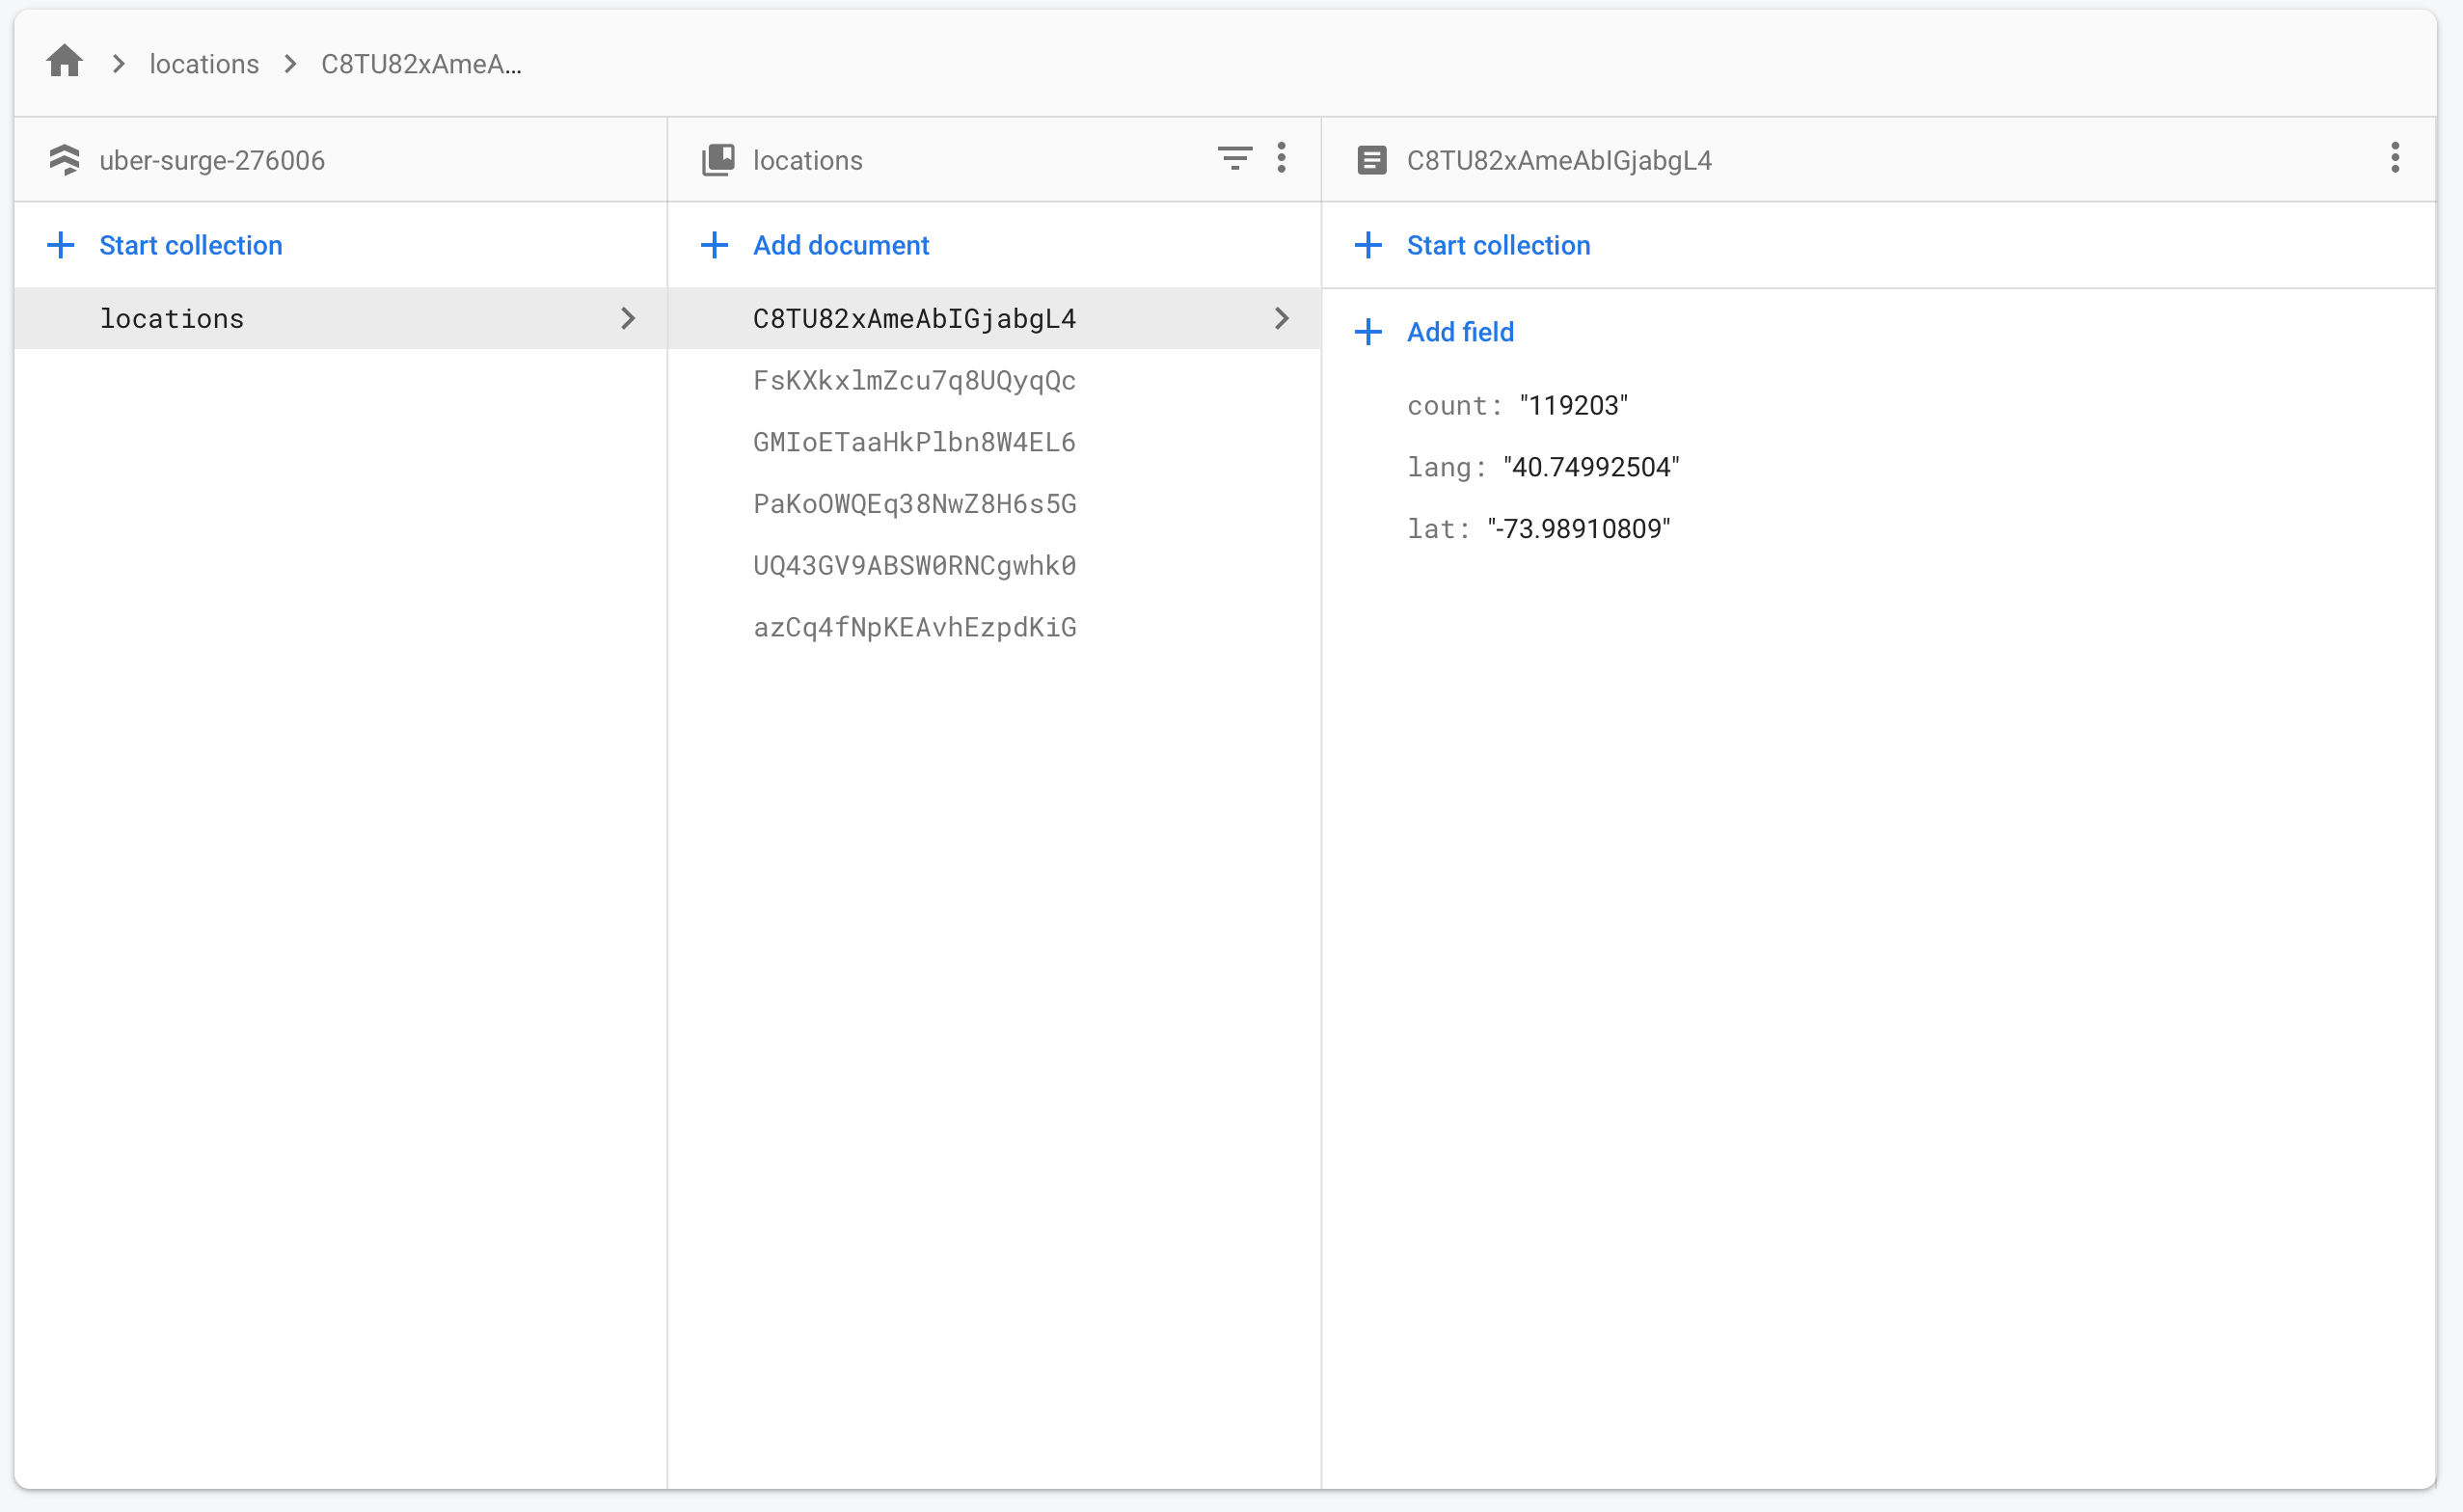 locations
C8TU82xAmeA...
uber-surge-276006
Start collection
locations
locations
Add document
C8TU82xAmeAbIGjabgL4
FsKXkxlmZcu7q8UQyqQc
GMIoETaaHkPlbn8W4EL6
PaKoOWQEq38NwZ8H6s5G
UQ43GV9ABSW0RNCgwhk0
azCq4fNpKEAvhEzpdKiG
C8TU82xAmeAbIGjabgL4
Start collection
Add field
count: "119203"
lang: "40.74992504"
lat: "-73.98910809"